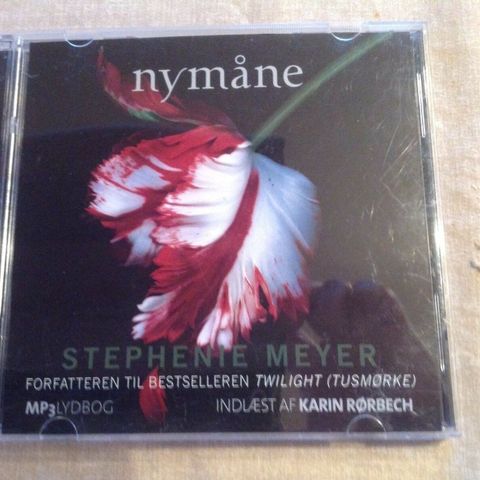 nymåne
STEPHENIE MEYER
FORFATTEREN TIL BESTSELLEREN TWILIGHT (TUSMØRKE)
MP3LYDBOG INDLÆST AF KARIN RØRBECH